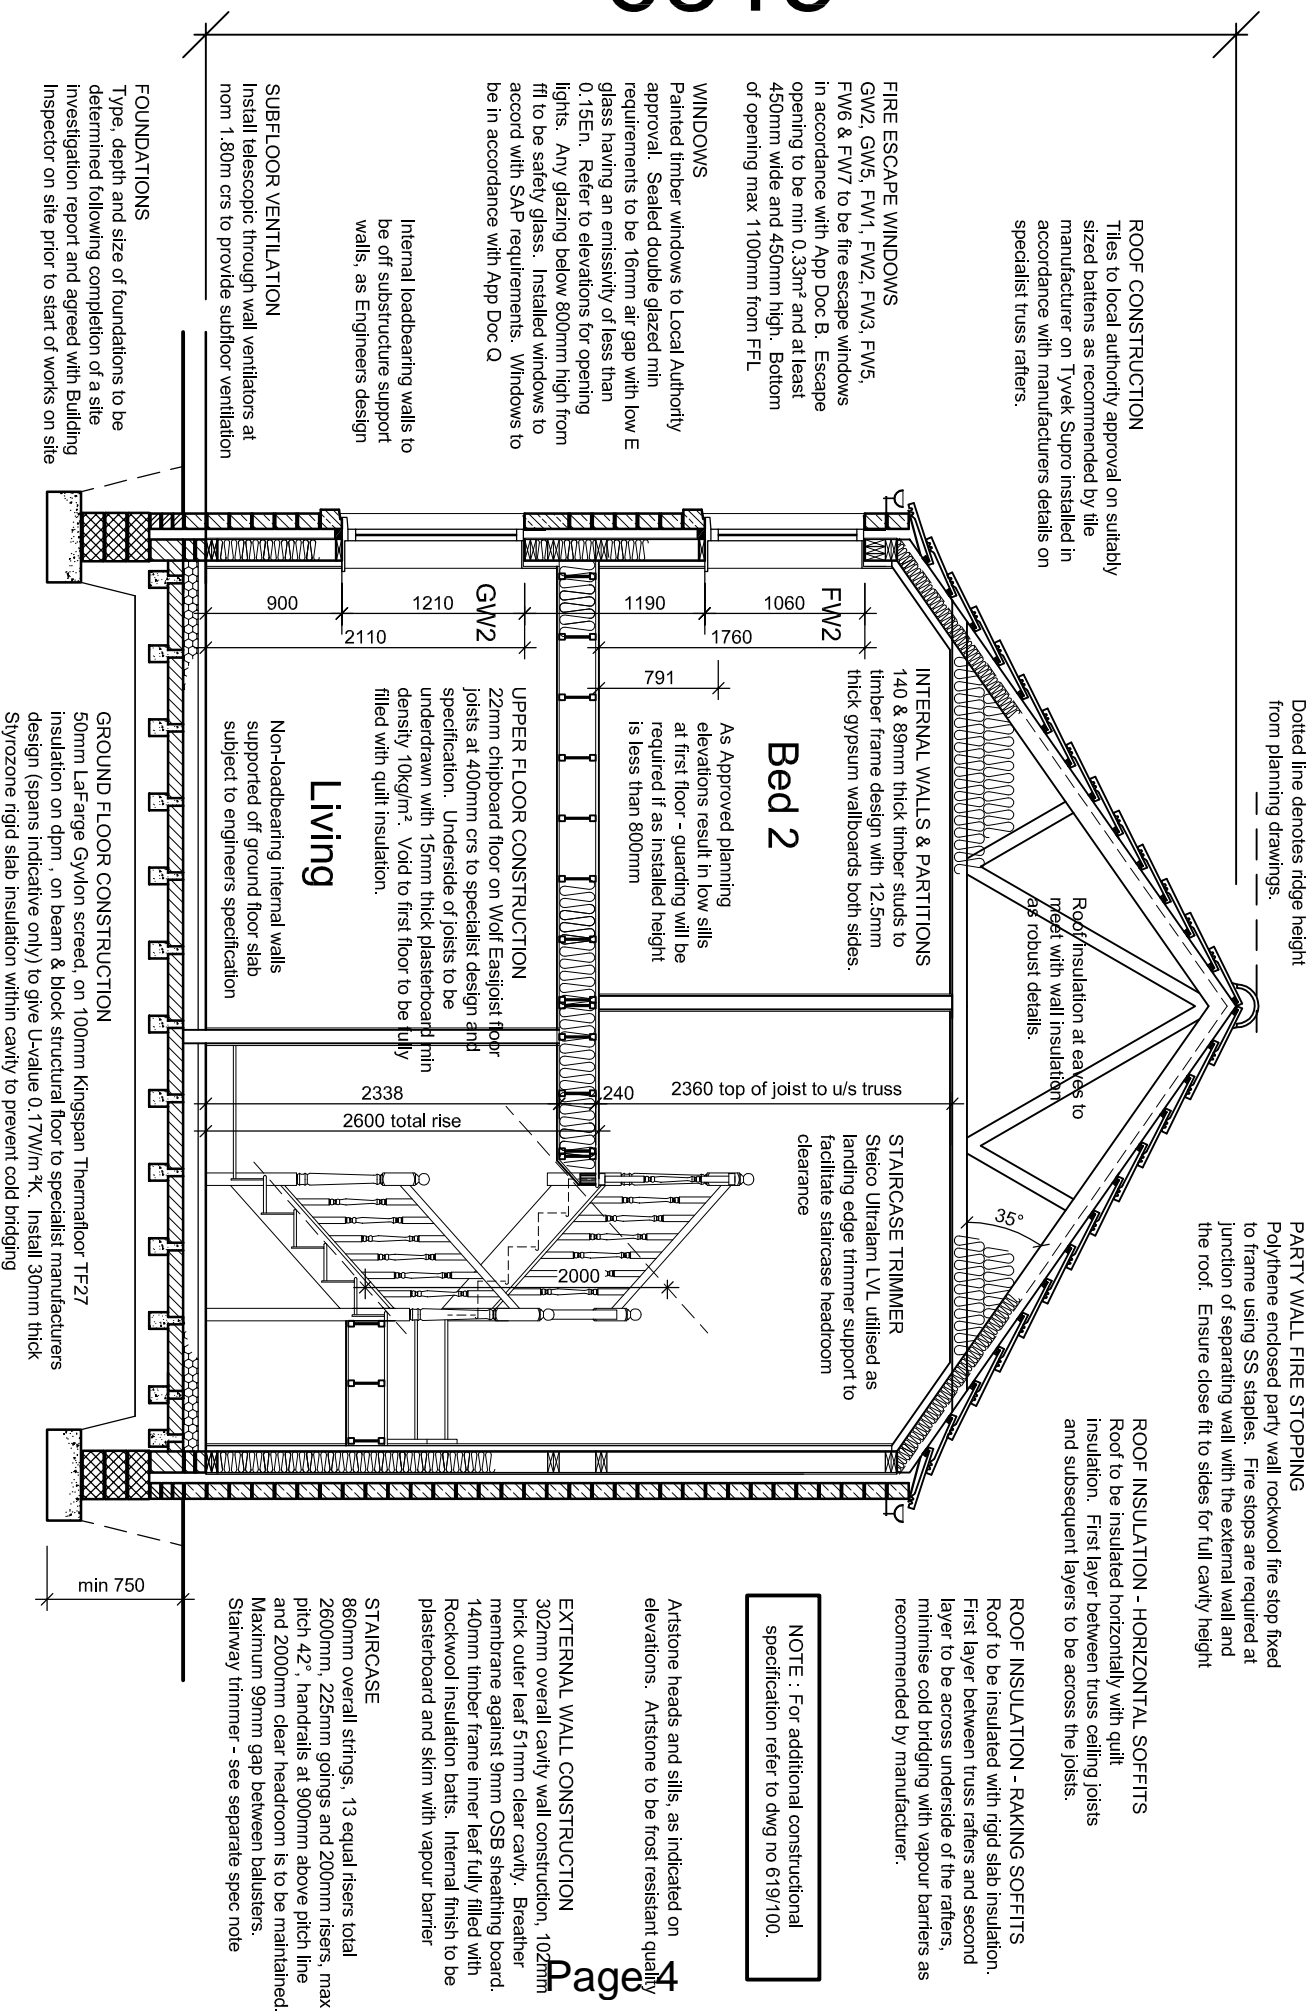 Dotted line denotes ridge height
from planning drawings.
PARTY WALL FIRE STOPPING
Polythene enclosed party wall rockwool fire stop fixed
to frame using SS staples. Fire stops are required at
junction of separating wall with the external wall and
the roof. Ensure close fit to sides for full cavity height
ROOF CONSTRUCTION
Tiles to local authority approval on suitably
sized battens as recommended by tile
manufacturer on Tyvek Supro installed in
accordance with manufacturers details on
specialist truss rafters.
Roof insulation at eaves to
meet with wall insulation
as robust details.
35°
ROOF INSULATION - HORIZONTAL SOFFITS
Roof to be insulated horizontally with quilt
insulation. First layer between truss ceiling joists
and subsequent layers to be across the joists.
ROOF INSULATION - RAKING SOFFITS
Roof to be insulated with rigid slab insulation.
First layer between truss rafters and second
layer to be across underside of the rafters,
minimise cold bridging with vapour barriers as
recommended by manufacturer.
FIRE ESCAPE WINDOWS
GW2, GW5, FW1, FW2, FW3, FW5,
FW6 & FW7 to be fire escape windows
in accordance with App Doc B. Escape
opening to be min 0.33m² and at least
450mm wide and 450mm high. Bottom
of opening max 1100mm from FFL
WINDOWS
Painted timber windows to Local Authority
approval. Sealed double glazed min
requirements to be 16mm air gap with low E
glass having an emissivity of less than
0.15En. Refer to elevations for opening
lights. Any glazing below 800mm high from
ffl to be safety glass. Installed windows to
accord with SAP requirements. Windows to
be in accordance with App Doc Q
FW2
1060
1190
1760
791
INTERNAL WALLS & PARTITIONS
140 & 89mm thick timber studs to
timber frame design with 12.5mm
thick gypsum wallboards both sides.
Bed 2
As Approved planning
elevations result in low sills
at first floor - guarding will be
required if as installed height
is less than 800mm
2360 top of joist to u/s truss
240
STAIRCASE TRIMMER
Steico Ultralam LVL utilised as
landing edge trimmer support to
facilitate staircase headroom
clearance
NOTE : For additional constructional
specification refer to dwg no 619/100.
Artstone heads and sills, as indicated on
elevations. Artstone to be frost resistant quality
GW2
1210
900
2110
UPPER FLOOR CONSTRUCTION
22mm chipboard floor on Wolf Easijoist floor
joists at 400mm crs to specialist design and
specification. Underside of joists to be
underdrawn with 15mm thick plasterboard min
density 10kg/m². Void to first floor to be fully
filled with quilt insulation.
Living
Non-loadbearing internal walls
supported off ground floor slab
subject to engineers specification
2338
2600 total rise
2000
EXTERNAL WALL CONSTRUCTION
302mm overall cavity wall construction, 102mm
brick outer leaf 51mm clear cavity. Breather
membrane against 9mm OSB sheathing board.
140mm timber frame inner leaf fully filled with
Rockwool insulation batts. Internal finish to be
plasterboard and skim with vapour barrier
Internal loadbearing walls to
be off substructure support
walls, as Engineers design
SUBFLOOR VENTILATION
Install telescopic through wall ventilators at
nom 1.80m crs to provide subfloor ventilation
STAIRCASE
860mm overall strings, 13 equal risers total
2600mm, 225mm goings and 200mm risers, max
pitch 42°, handrails at 900mm above pitch line
and 2000mm clear headroom is to be maintained.
Maximum 99mm gap between balusters.
Stairway trimmer - see separate spec note
FOUNDATIONS
Type, depth and size of foundations to be
determined following completion of a site
investigation report and agreed with Building
Inspector on site prior to start of works on site
GROUND FLOOR CONSTRUCTION
50mm LaFarge Gyvlon screed, on 100mm Kingspan Thermafloor TF27
insulation on dpm , on beam & block structural floor to specialist manufacturers
design (spans indicative only) to give U-value 0.17W/m²K. Install 30mm thick
Styrozone rigid slab insulation within cavity to prevent cold bridging
min 750
Page 4